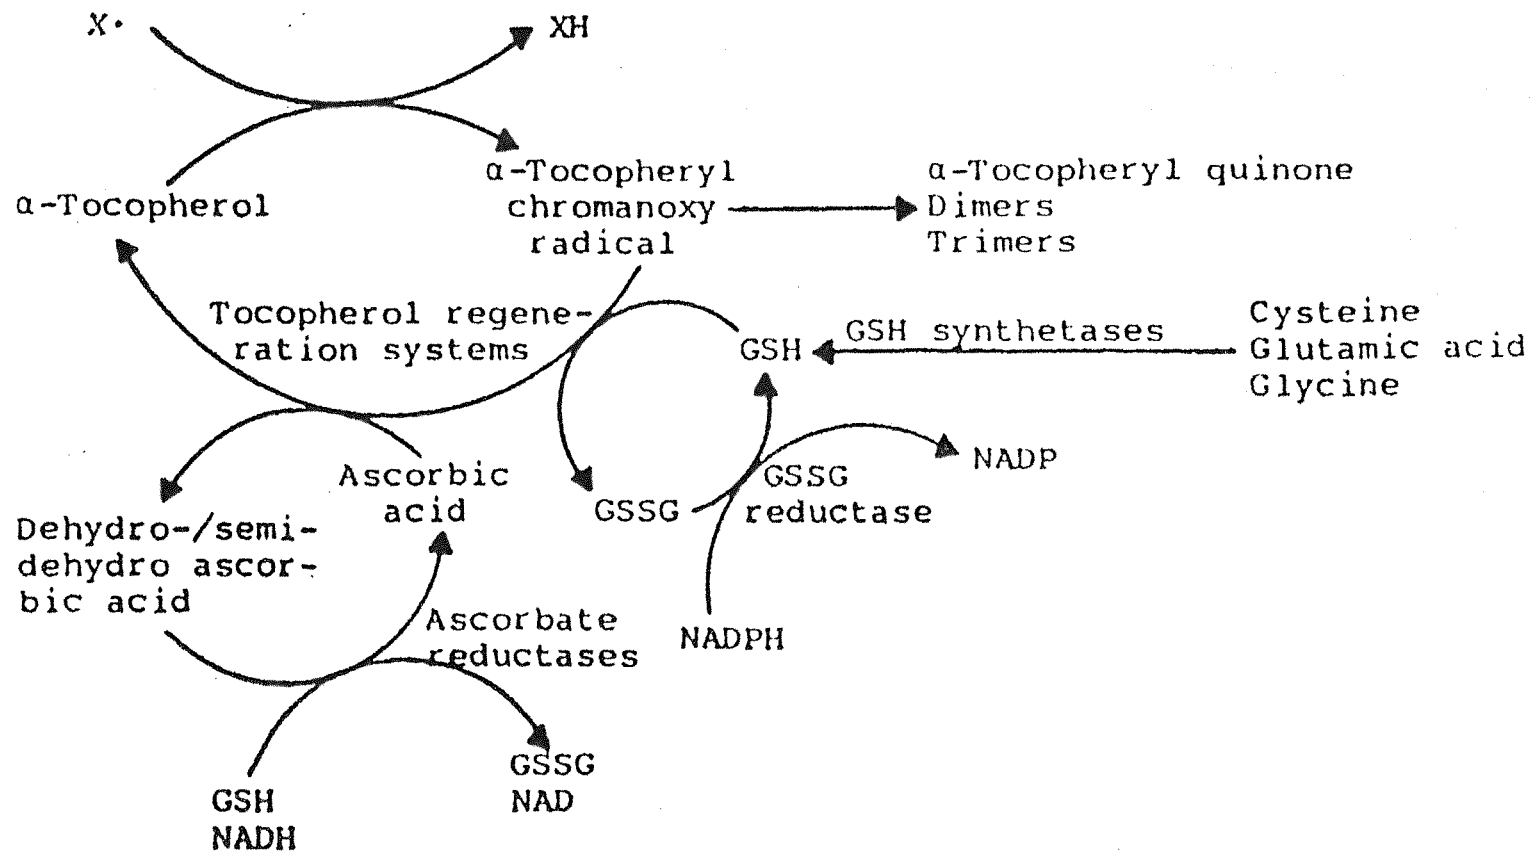 X·
XH
α-Tocopherol
α-Tocopheryl
chromanoxy
radical
α-Tocopheryl quinone
Dimers
Trimers
Tocopherol regene-
ration systems
GSH
GSH synthetases
Cysteine
Glutamic acid
Glycine
Ascorbic
acid
GSSG
GSSG
reductase
NADP
Dehydro-/semi-
dehydro ascor-
bic acid
Ascorbate
reductases
NADPH
GSH
NADH
GSSG
NAD